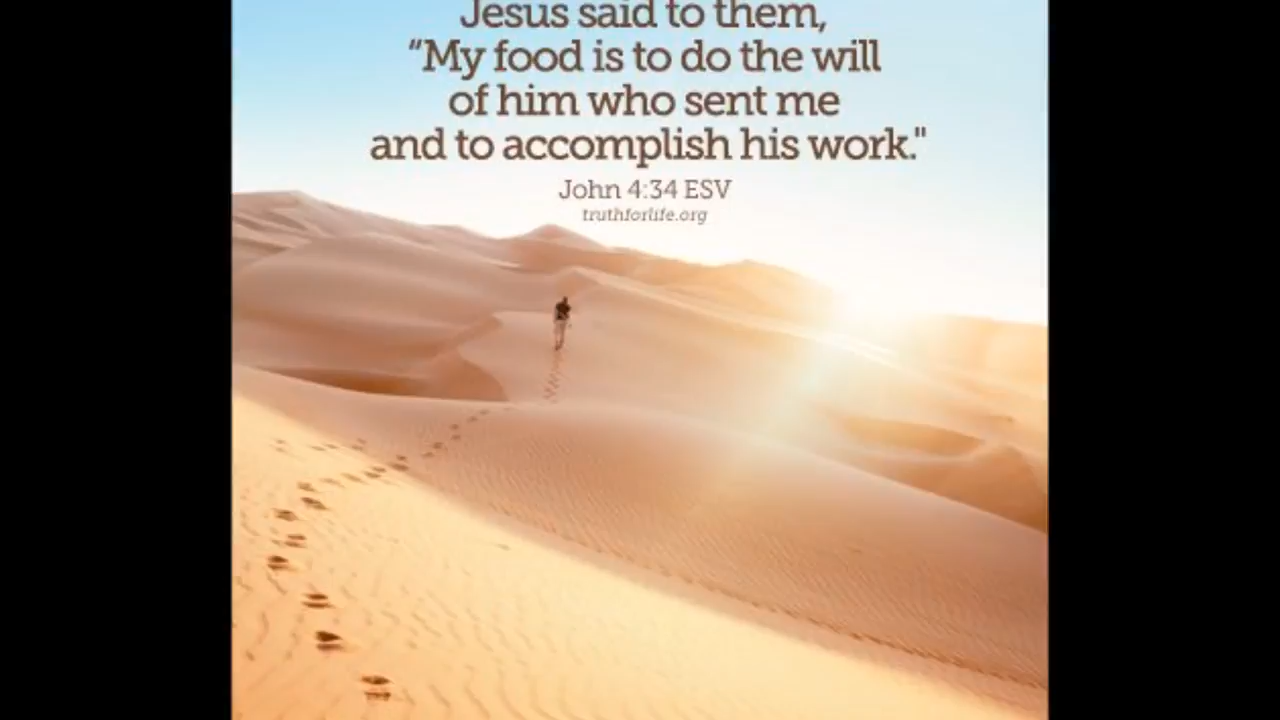 Jesus said to them,
“My food is to do the will
of him who sent me
and to accomplish his work."
John 4:34 ESV
truthforlife.org